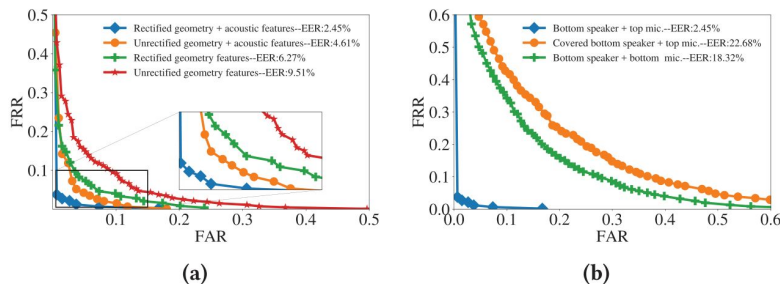 0.5
0.4
0.3
0.2
0.1
FRR
Rectified geometry + acoustic features--EER:2.45%
Unrectified geometry + acoustic features--EER:4.61%
Rectified geometry features--EER:6.27%
Unrectified geometry features--EER:9.51%
0.1 0.2 0.3 0.4 0.5
FAR
(a)
0.6
0.5
0.4
0.3
0.2
0.1
0.0
FRR
Bottom speaker + top mic.--EER:2.45%
Covered bottom speaker + top mic.--EER:22.68%
Bottom speaker + bottom mic.--EER:18.32%
0.0 0.1 0.2 0.3 0.4 0.5 0.6
FAR
(b)